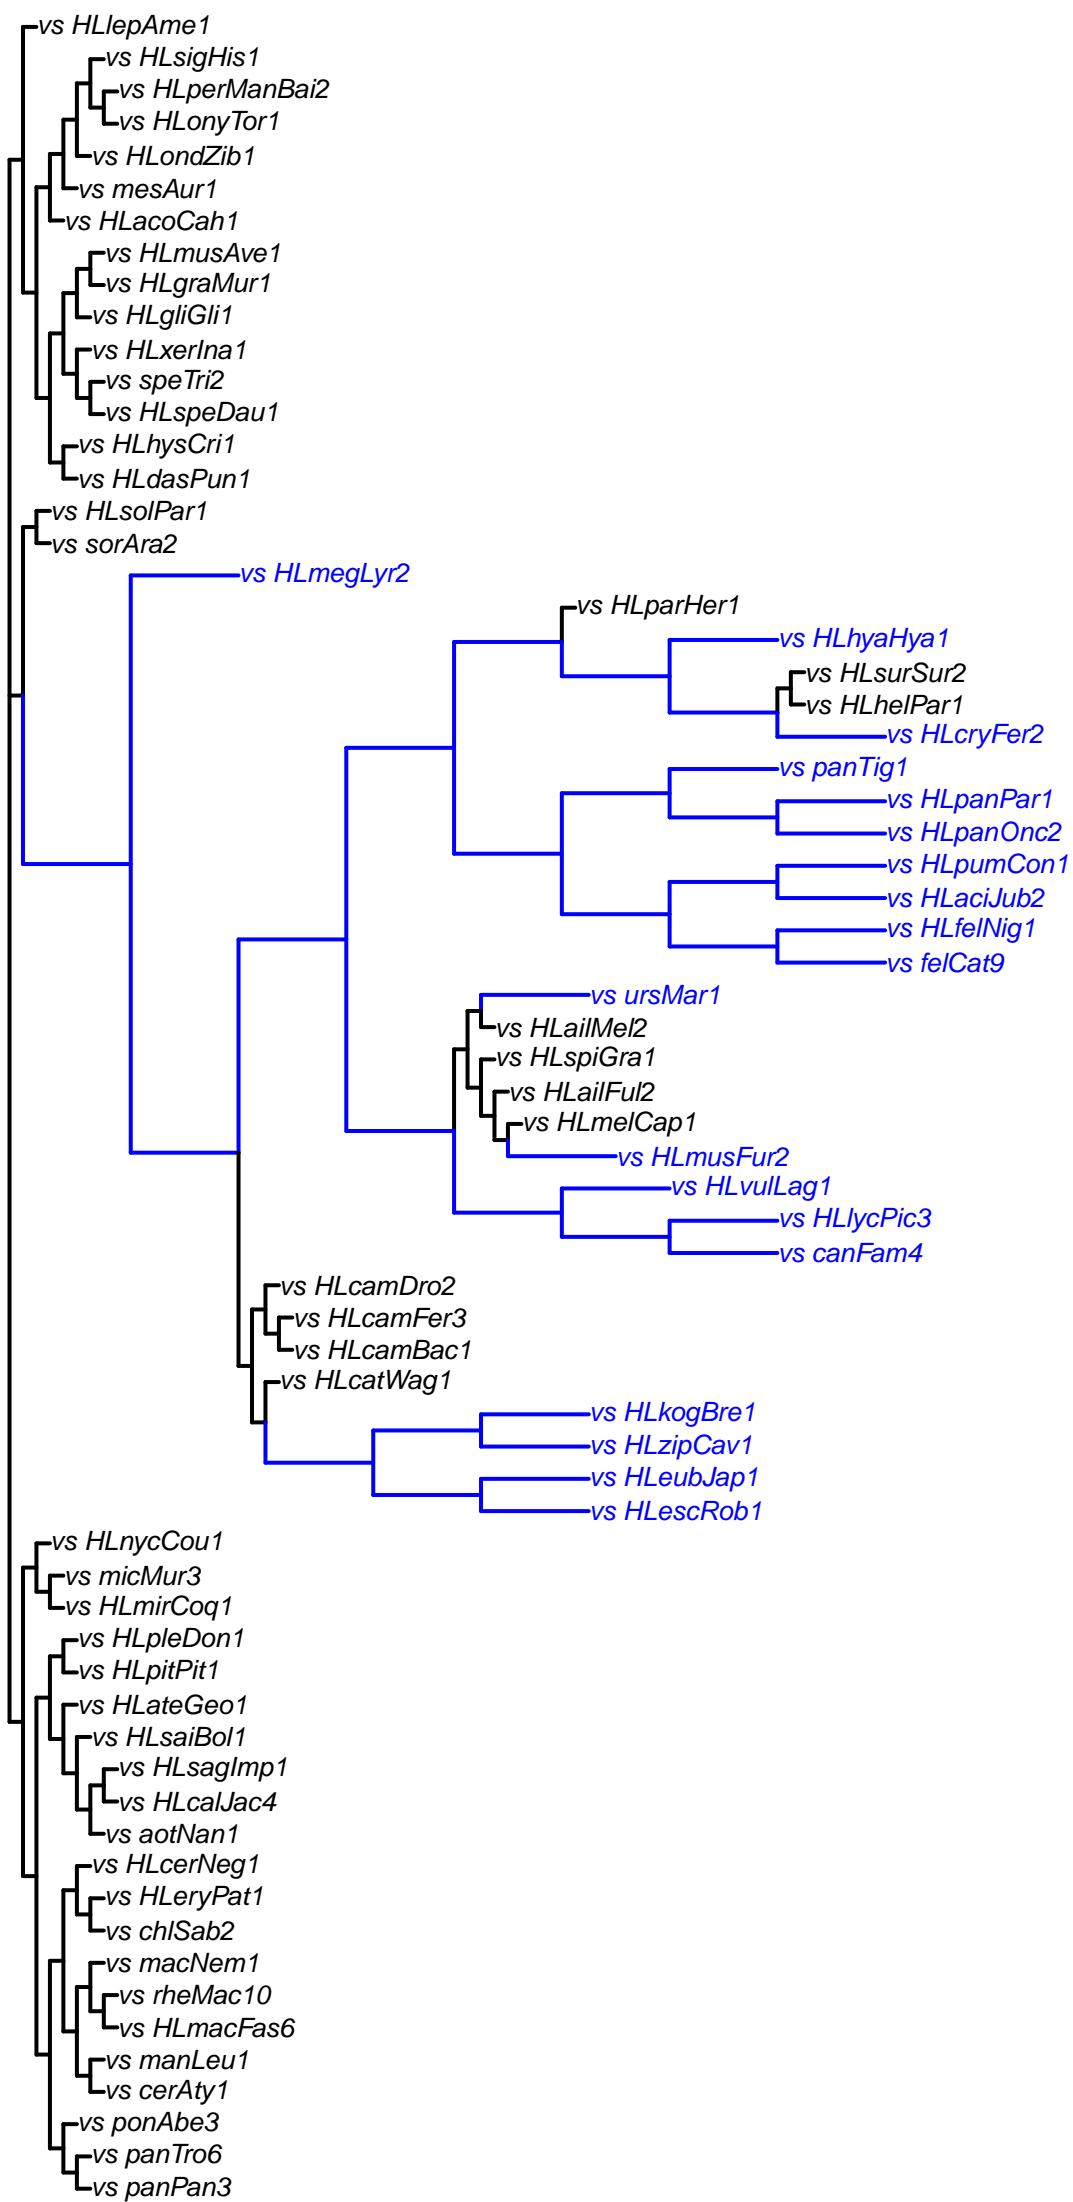 vs HLlepAme1
vs HLsigHis1
vs HLperManBai2
vs HLonyTor1
vs HLondZib1
vs mesAur1
vs HLacoCah1
vs HLmusAve1
vs HLgraMur1
vs HLgliGli1
vs HLxerIna1
vs speTri2
vs HLspeDau1
vs HLhysCri1
vs HLdasPun1
vs HLsolPar1
vs sorAra2
vs HLmegLyr2
vs HLparHer1
vs HLhyaHya1
vs HLsurSur2
vs HLhelPar1
vs HLcryFer2
vs panTig1
vs HLpanPar1
vs HLpanOnc2
vs HLpumCon1
vs HLaciJub2
vs HLfelNig1
vs felCat9
vs ursMar1
vs HLailMel2
vs HLspiGra1
vs HLailFul2
vs HLmelCap1
vs HLmusFur2
vs HLvulLag1
vs HLlycPic3
vs canFam4
vs HLcamDro2
vs HLcamFer3
vs HLcamBac1
vs HLcatWag1
vs HLkogBre1
vs HLzipCav1
vs HLeubJap1
vs HLescRob1
vs HLnycCou1
vs micMur3
vs HLmirCoq1
vs HLpleDon1
vs HLpitPit1
vs HLateGeo1
vs HLsaiBol1
vs HLsagImp1
vs HLcalJac4
vs aotNan1
vs HLcerNeg1
vs HLeryPat1
vs chlSab2
vs macNem1
vs rheMac10
vs HLmacFas6
vs manLeu1
vs cerAty1
vs ponAbe3
vs panTro6
vs panPan3